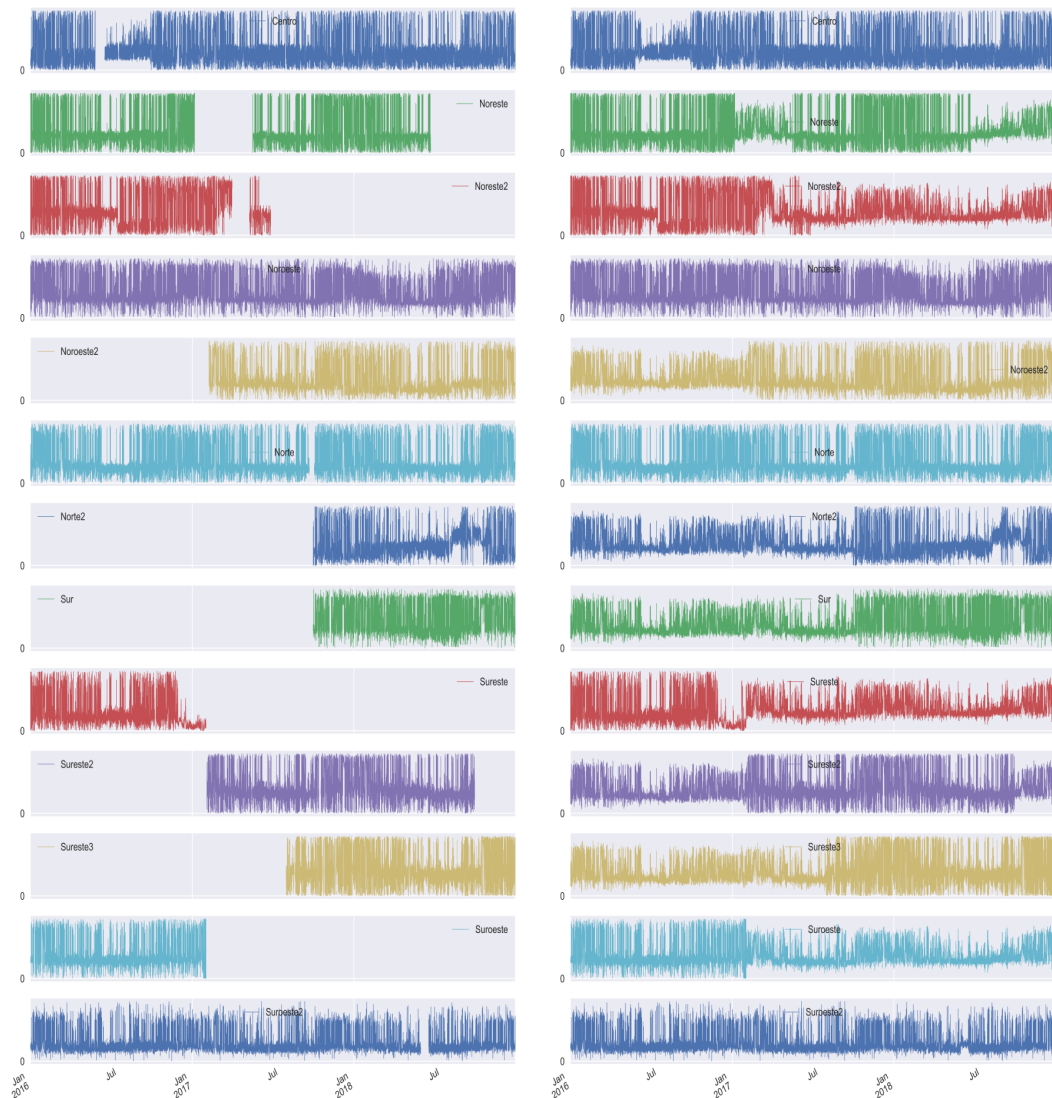 Centro Centro
0 0
Noreste Noreste
0 0
Noreste2 Noreste2
0 0
Noroeste Noroeste
0 0
Noroeste2 Noroeste2
0 0
Norte Norte
0 0
Norte2 Norte2
0 0
Sur Sur
0 0
Sureste Sureste
0 0
Sureste2 Sureste2
0 0
Sureste3 Sureste3
0 0
Suroeste Suroeste
0 0
Suroeste2 Suroeste2
0 0
Jan 2016 Jul Jan 2017 Jul Jan 2018 Jul Jan 2016 Jul Jan 2017 Jul Jan 2018 Jul